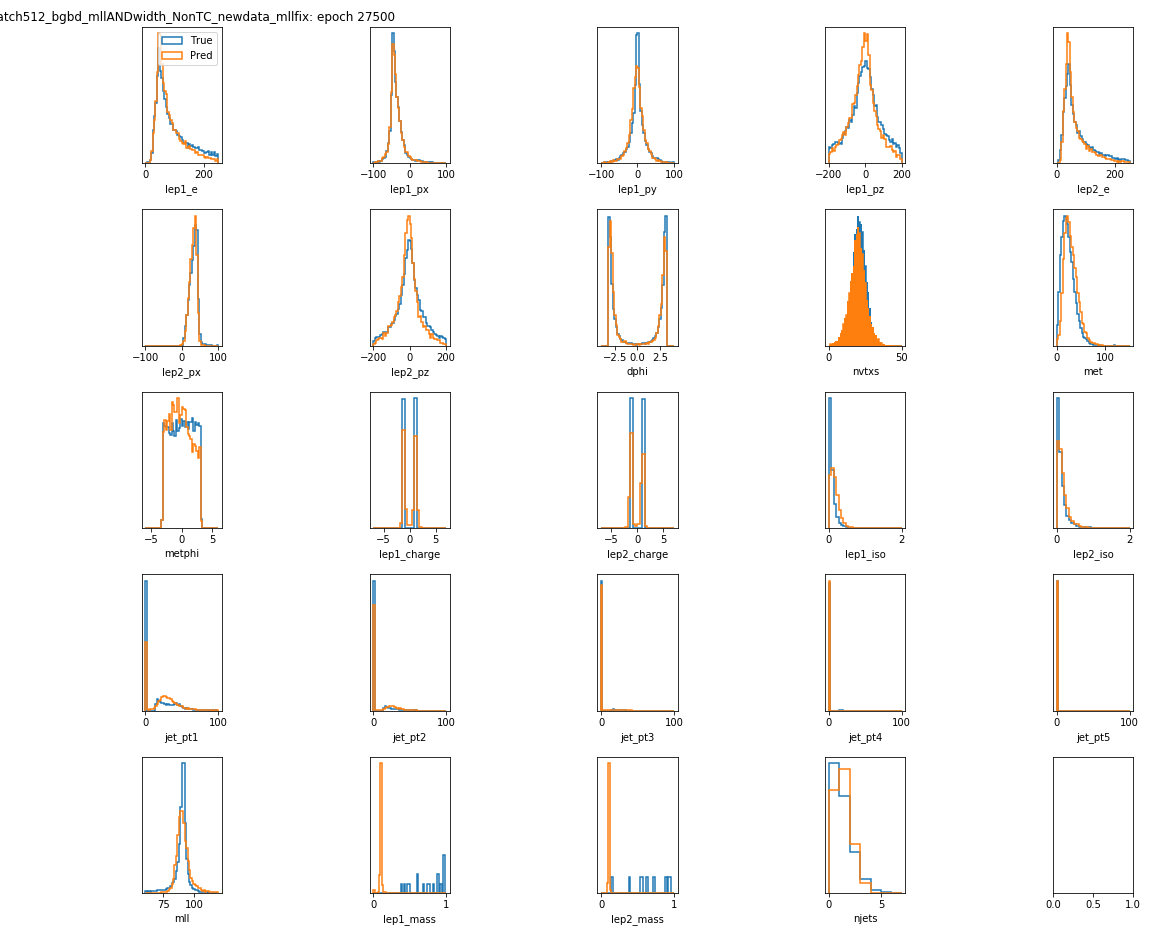 atch512_bgbd_mllANDwidth_NonTC_newdata_mllfix: epoch 27500
True
Pred
0 200
lep1_e
−100 0 100
lep1_px
−100 0 100
lep1_py
−200 0 200
lep1_pz
0 200
lep2_e
−100 0 100
lep2_px
−200 0 200
lep2_pz
−2.5 0.0 2.5
dphi
0 50
nvtxs
0 100
met
−5 0 5
metphi
−5 0 5
lep1_charge
−5 0 5
lep2_charge
0 2
lep1_iso
0 2
lep2_iso
0 100
jet_pt1
0 100
jet_pt2
0 100
jet_pt3
0 100
jet_pt4
0 100
jet_pt5
75 100
mll
0 1
lep1_mass
0 1
lep2_mass
0 5
njets
0.0 0.5 1.0